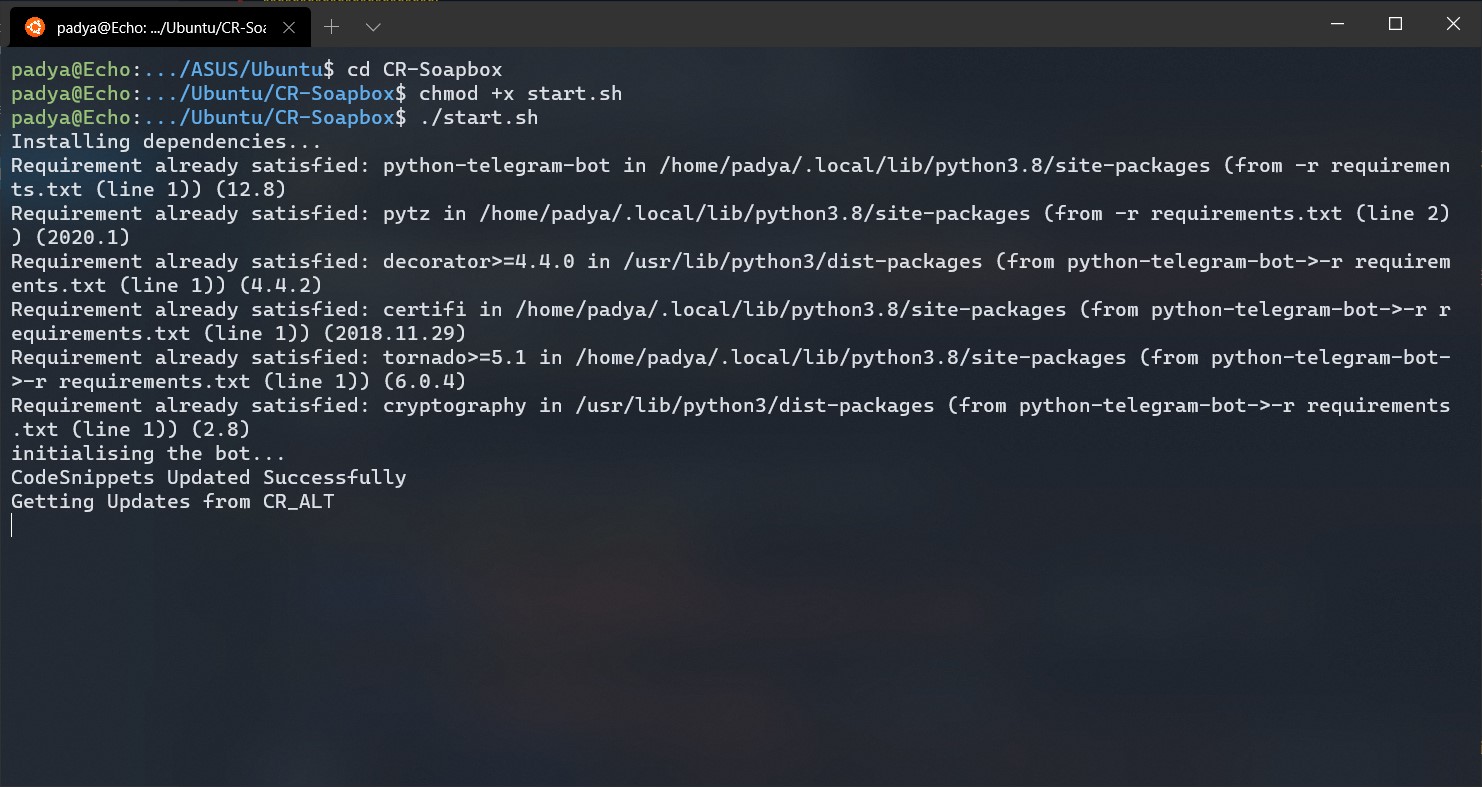 padya@Echo: .../Ubuntu/CR-Soa
padya@Echo:.../ASUS/Ubuntu$ cd CR-Soapbox
padya@Echo:.../Ubuntu/CR-Soapbox$ chmod +x start.sh
padya@Echo:.../Ubuntu/CR-Soapbox$ ./start.sh
Installing dependencies...
Requirement already satisfied: python-telegram-bot in /home/padya/.local/lib/python3.8/site-packages (from -r requiremen
ts.txt (line 1)) (12.8)
Requirement already satisfied: pytz in /home/padya/.local/lib/python3.8/site-packages (from -r requirements.txt (line 2)
) (2020.1)
Requirement already satisfied: decorator>=4.4.0 in /usr/lib/python3/dist-packages (from python-telegram-bot->-r requirem
ents.txt (line 1)) (4.4.2)
Requirement already satisfied: certifi in /home/padya/.local/lib/python3.8/site-packages (from python-telegram-bot->-r r
equirements.txt (line 1)) (2018.11.29)
Requirement already satisfied: tornado>=5.1 in /home/padya/.local/lib/python3.8/site-packages (from python-telegram-bot-
>-r requirements.txt (line 1)) (6.0.4)
Requirement already satisfied: cryptography in /usr/lib/python3/dist-packages (from python-telegram-bot->-r requirements
.txt (line 1)) (2.8)
initialising the bot...
CodeSnippets Updated Successfully
Getting Updates from CR_ALT